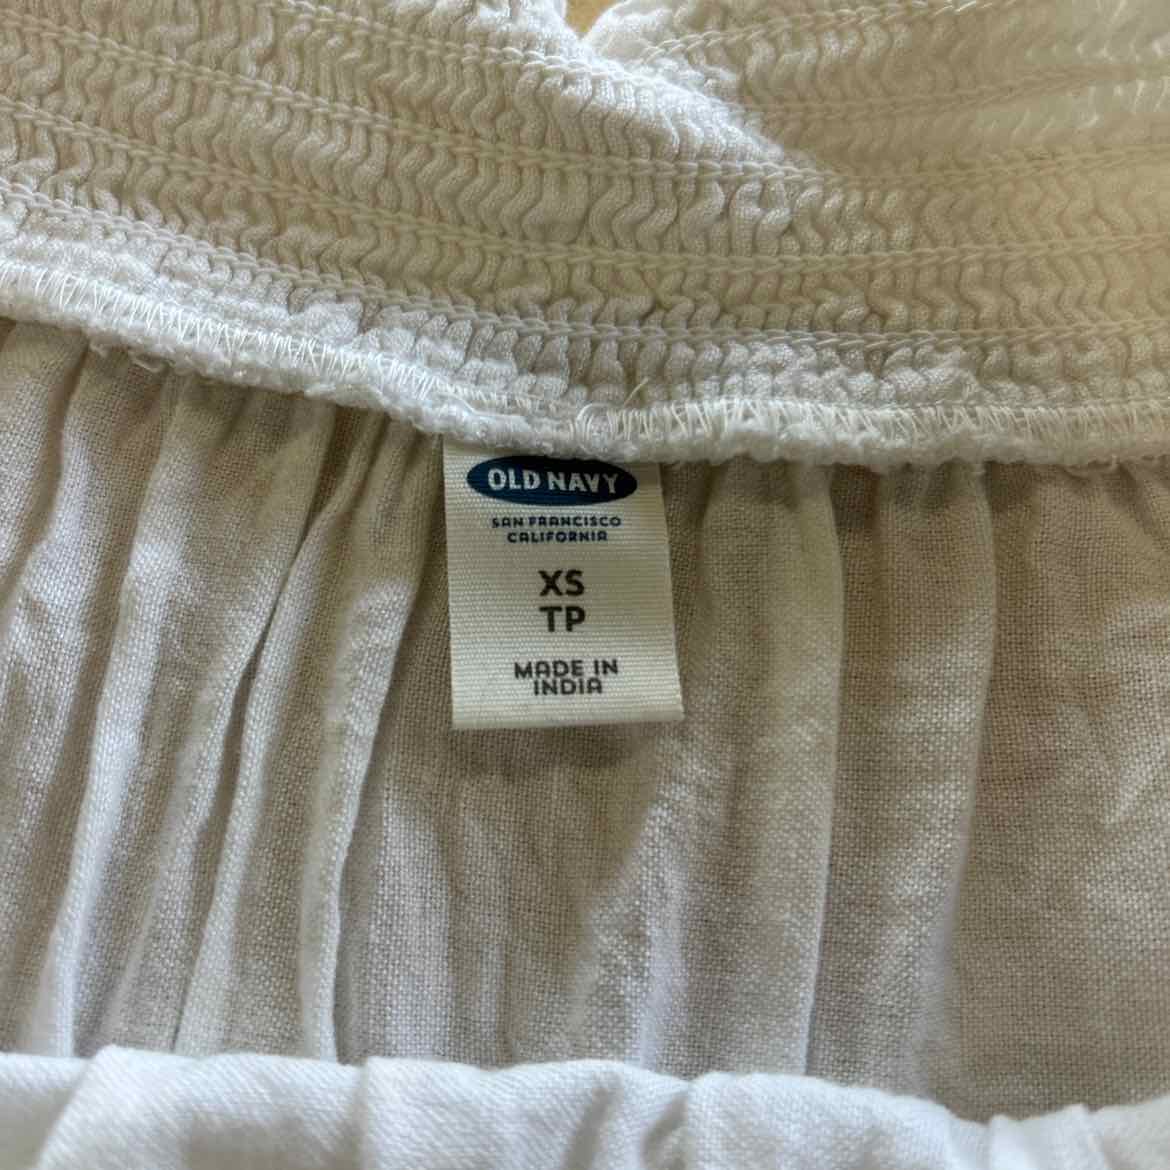 OLD NAVY
SAN FRANCISCO
CALIFORNIA
XS
TP
MADE IN
INDIA